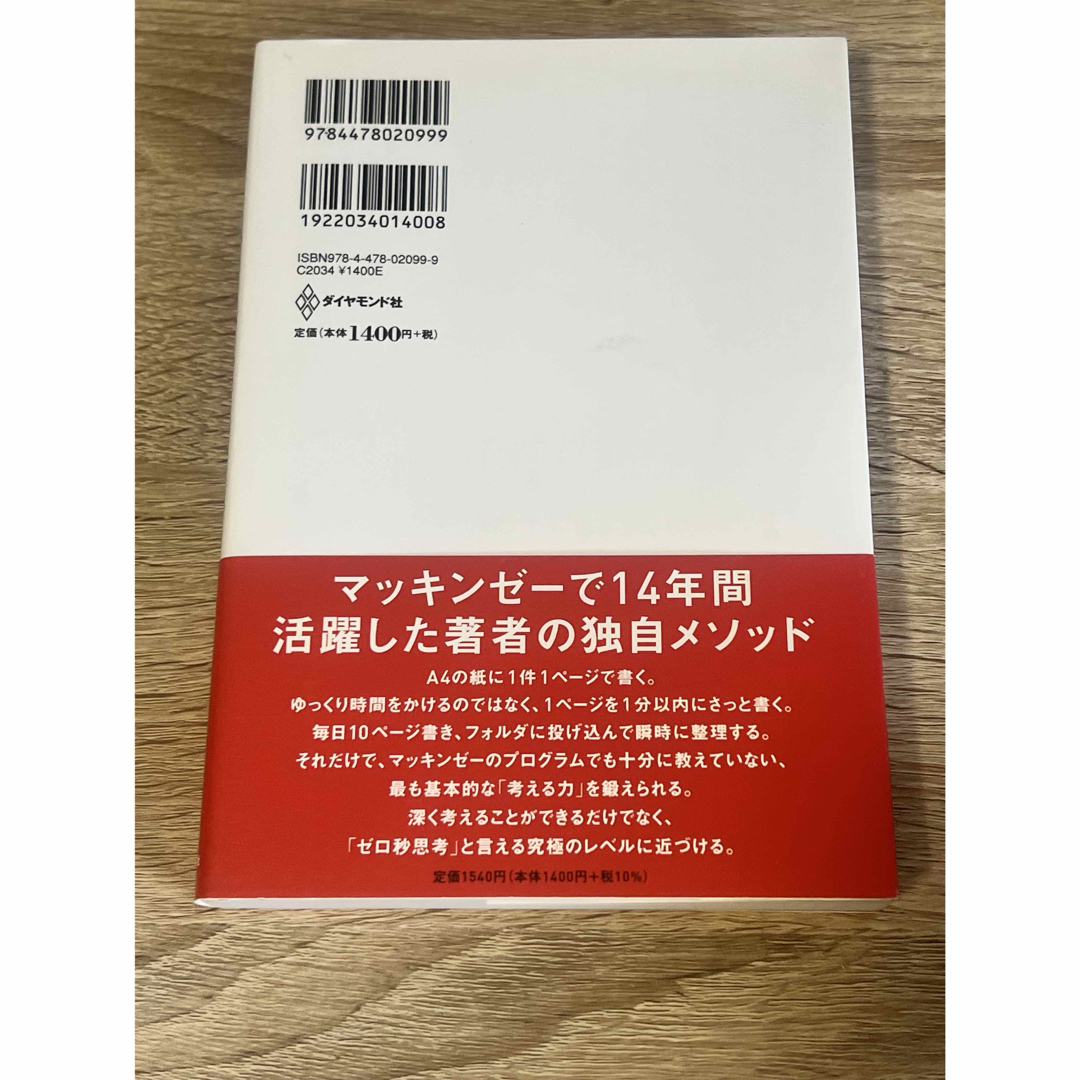 9784478020999
1922034014008
ISBN978-4-478-02099-9
C2034 ¥1400E
ダイヤモンド社
定価(本体1400円+税)
マッキンゼーで14年間
活躍した著者の独自メソッド
A4の紙に1件1ページで書く。
ゆっくり時間をかけるのではなく、1ページを1分以内にさっと書く。
毎日10ページ書き、フォルダに投げ込んで瞬時に整理する。
それだけで、マッキンゼーのプログラムでも十分に教えていない、
最も基本的な「考える力」を鍛えられる。
深く考えることができるだけでなく、
「ゼロ秒思考」と言える究極のレベルに近づける。
定価1540円(本体1400円+税10%)